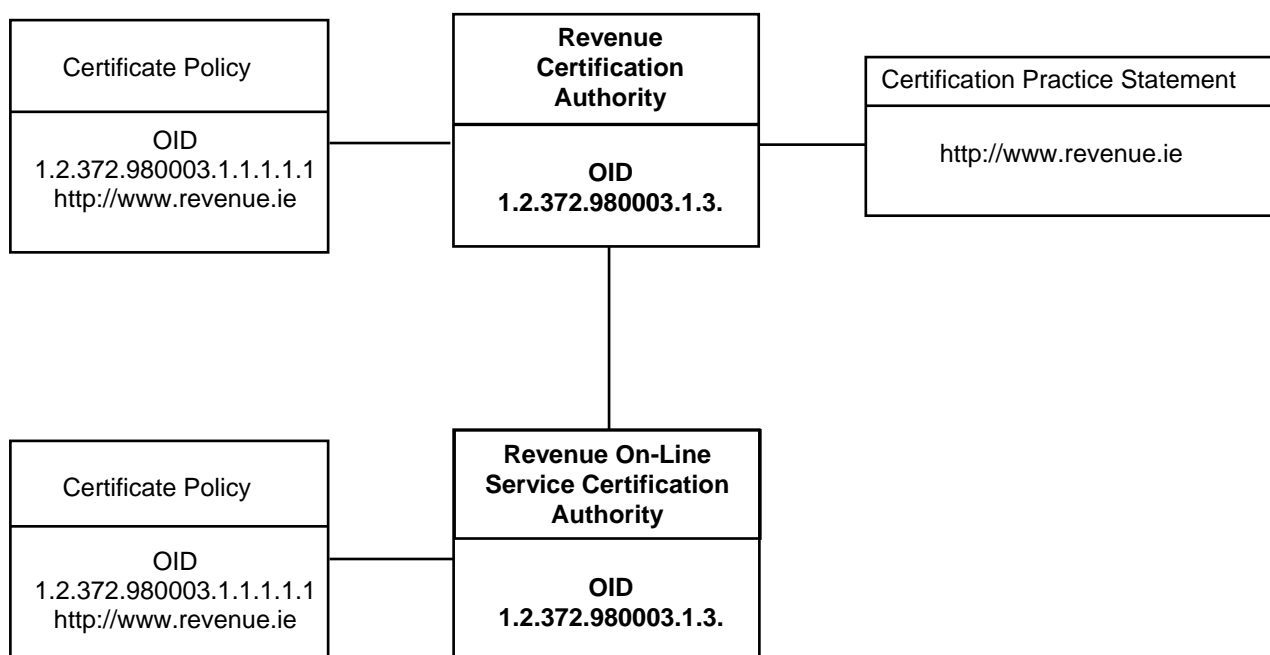 Certificate Policy
OID
1.2.372.980003.1.1.1.1.1
http://www.revenue.ie
Revenue
Certification
Authority
OID
1.2.372.980003.1.3.
Certification Practice Statement
http://www.revenue.ie
Certificate Policy
OID
1.2.372.980003.1.1.1.1.1
http://www.revenue.ie
Revenue On-Line
Service Certification
Authority
OID
1.2.372.980003.1.3.